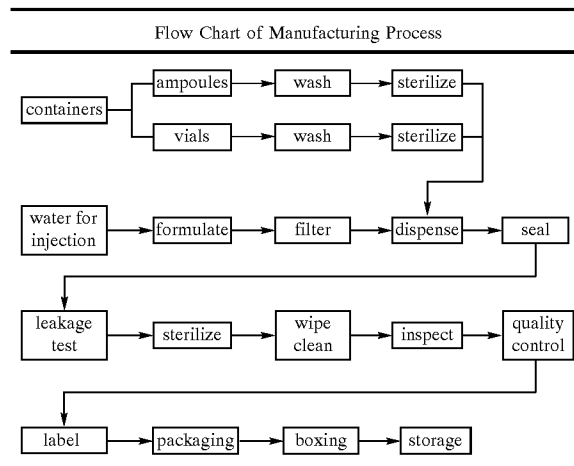 Flow Chart of Manufacturing Process
containers
ampoules
wash
sterilize
vials
wash
sterilize
water for
injection
formulate
filter
dispense
seal
leakage
test
sterilize
wipe
clean
inspect
quality
control
label
packaging
boxing
storage